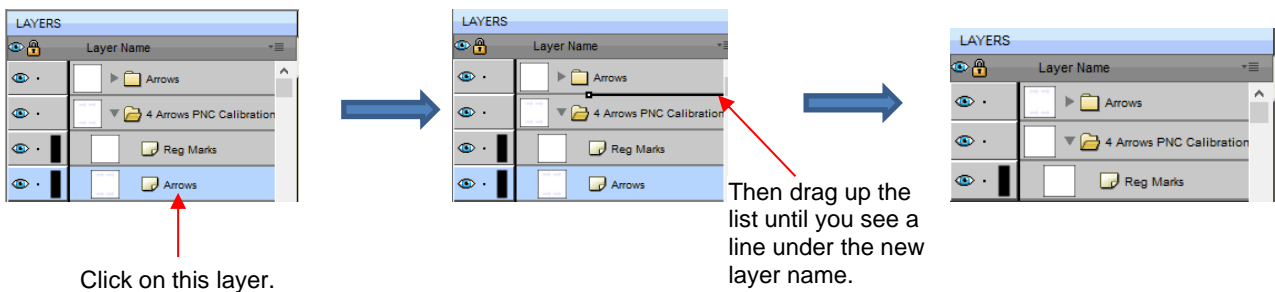 LAYERS
Layer Name
Arrows
4 Arrows PNC Calibration
Reg Marks
Arrows
Click on this layer.
LAYERS
Layer Name
Arrows
4 Arrows PNC Calibration
Reg Marks
Arrows
Then drag up the
list until you see a
line under the new
layer name.
LAYERS
Layer Name
Arrows
4 Arrows PNC Calibration
Reg Marks